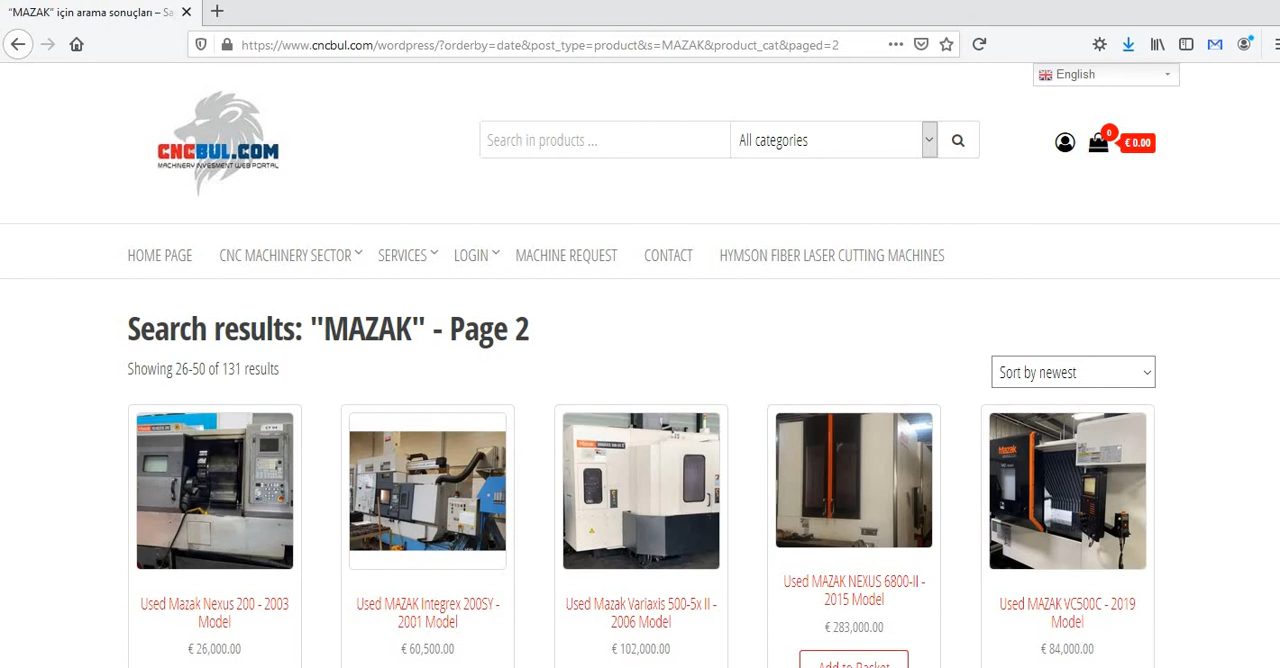 "MAZAK" için arama sonuçları – Sa
https://www.cncbul.com/wordpress/?orderby=date&post_type=product&s=MAZAK&product_cat&paged=2
English
CNCBUL.COM
MACHINERY INVESMENT WEB PORTAL
Search in products ...
All categories
0
€ 0.00
HOME PAGE
CNC MACHINERY SECTOR
SERVICES
LOGIN
MACHINE REQUEST
CONTACT
HYMSON FIBER LASER CUTTING MACHINES
Search results: "MAZAK" - Page 2
Showing 26-50 of 131 results
Sort by newest
Mazak
Used Mazak Nexus 200 - 2003
Model
€ 26,000.00
Used MAZAK Integrex 200SY -
2001 Model
€ 60,500.00
Used Mazak Variaxis 500-5x II -
2006 Model
€ 102,000.00
Used MAZAK NEXUS 6800-II -
2015 Model
€ 283,000.00
Add to Basket
Used MAZAK VC500C - 2019
Model
€ 84,000.00